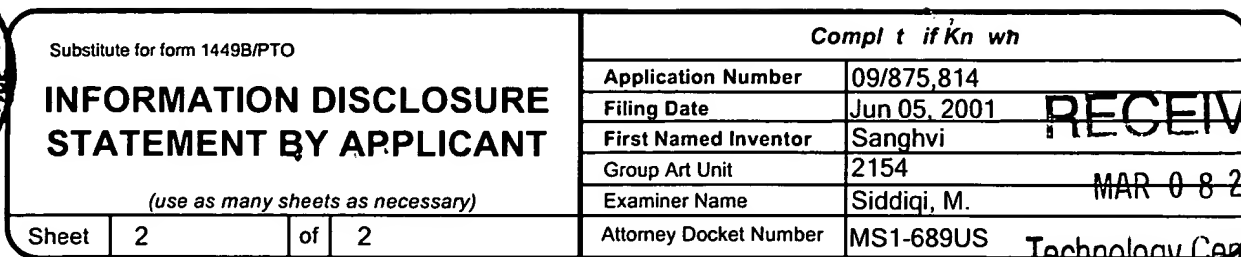 Substitute for form 1449B/PTO
INFORMATION DISCLOSURE
STATEMENT BY APPLICANT
(use as many sheets as necessary)
Sheet 2 of 2
Compl t if Kn wn
Application Number 09/875,814
Filing Date Jun 05, 2001
First Named Inventor Sanghvi
Group Art Unit 2154
Examiner Name Siddiqi, M.
Attorney Docket Number MS1-689US
RECEIV
MAR 0 8 2
Technology Cen